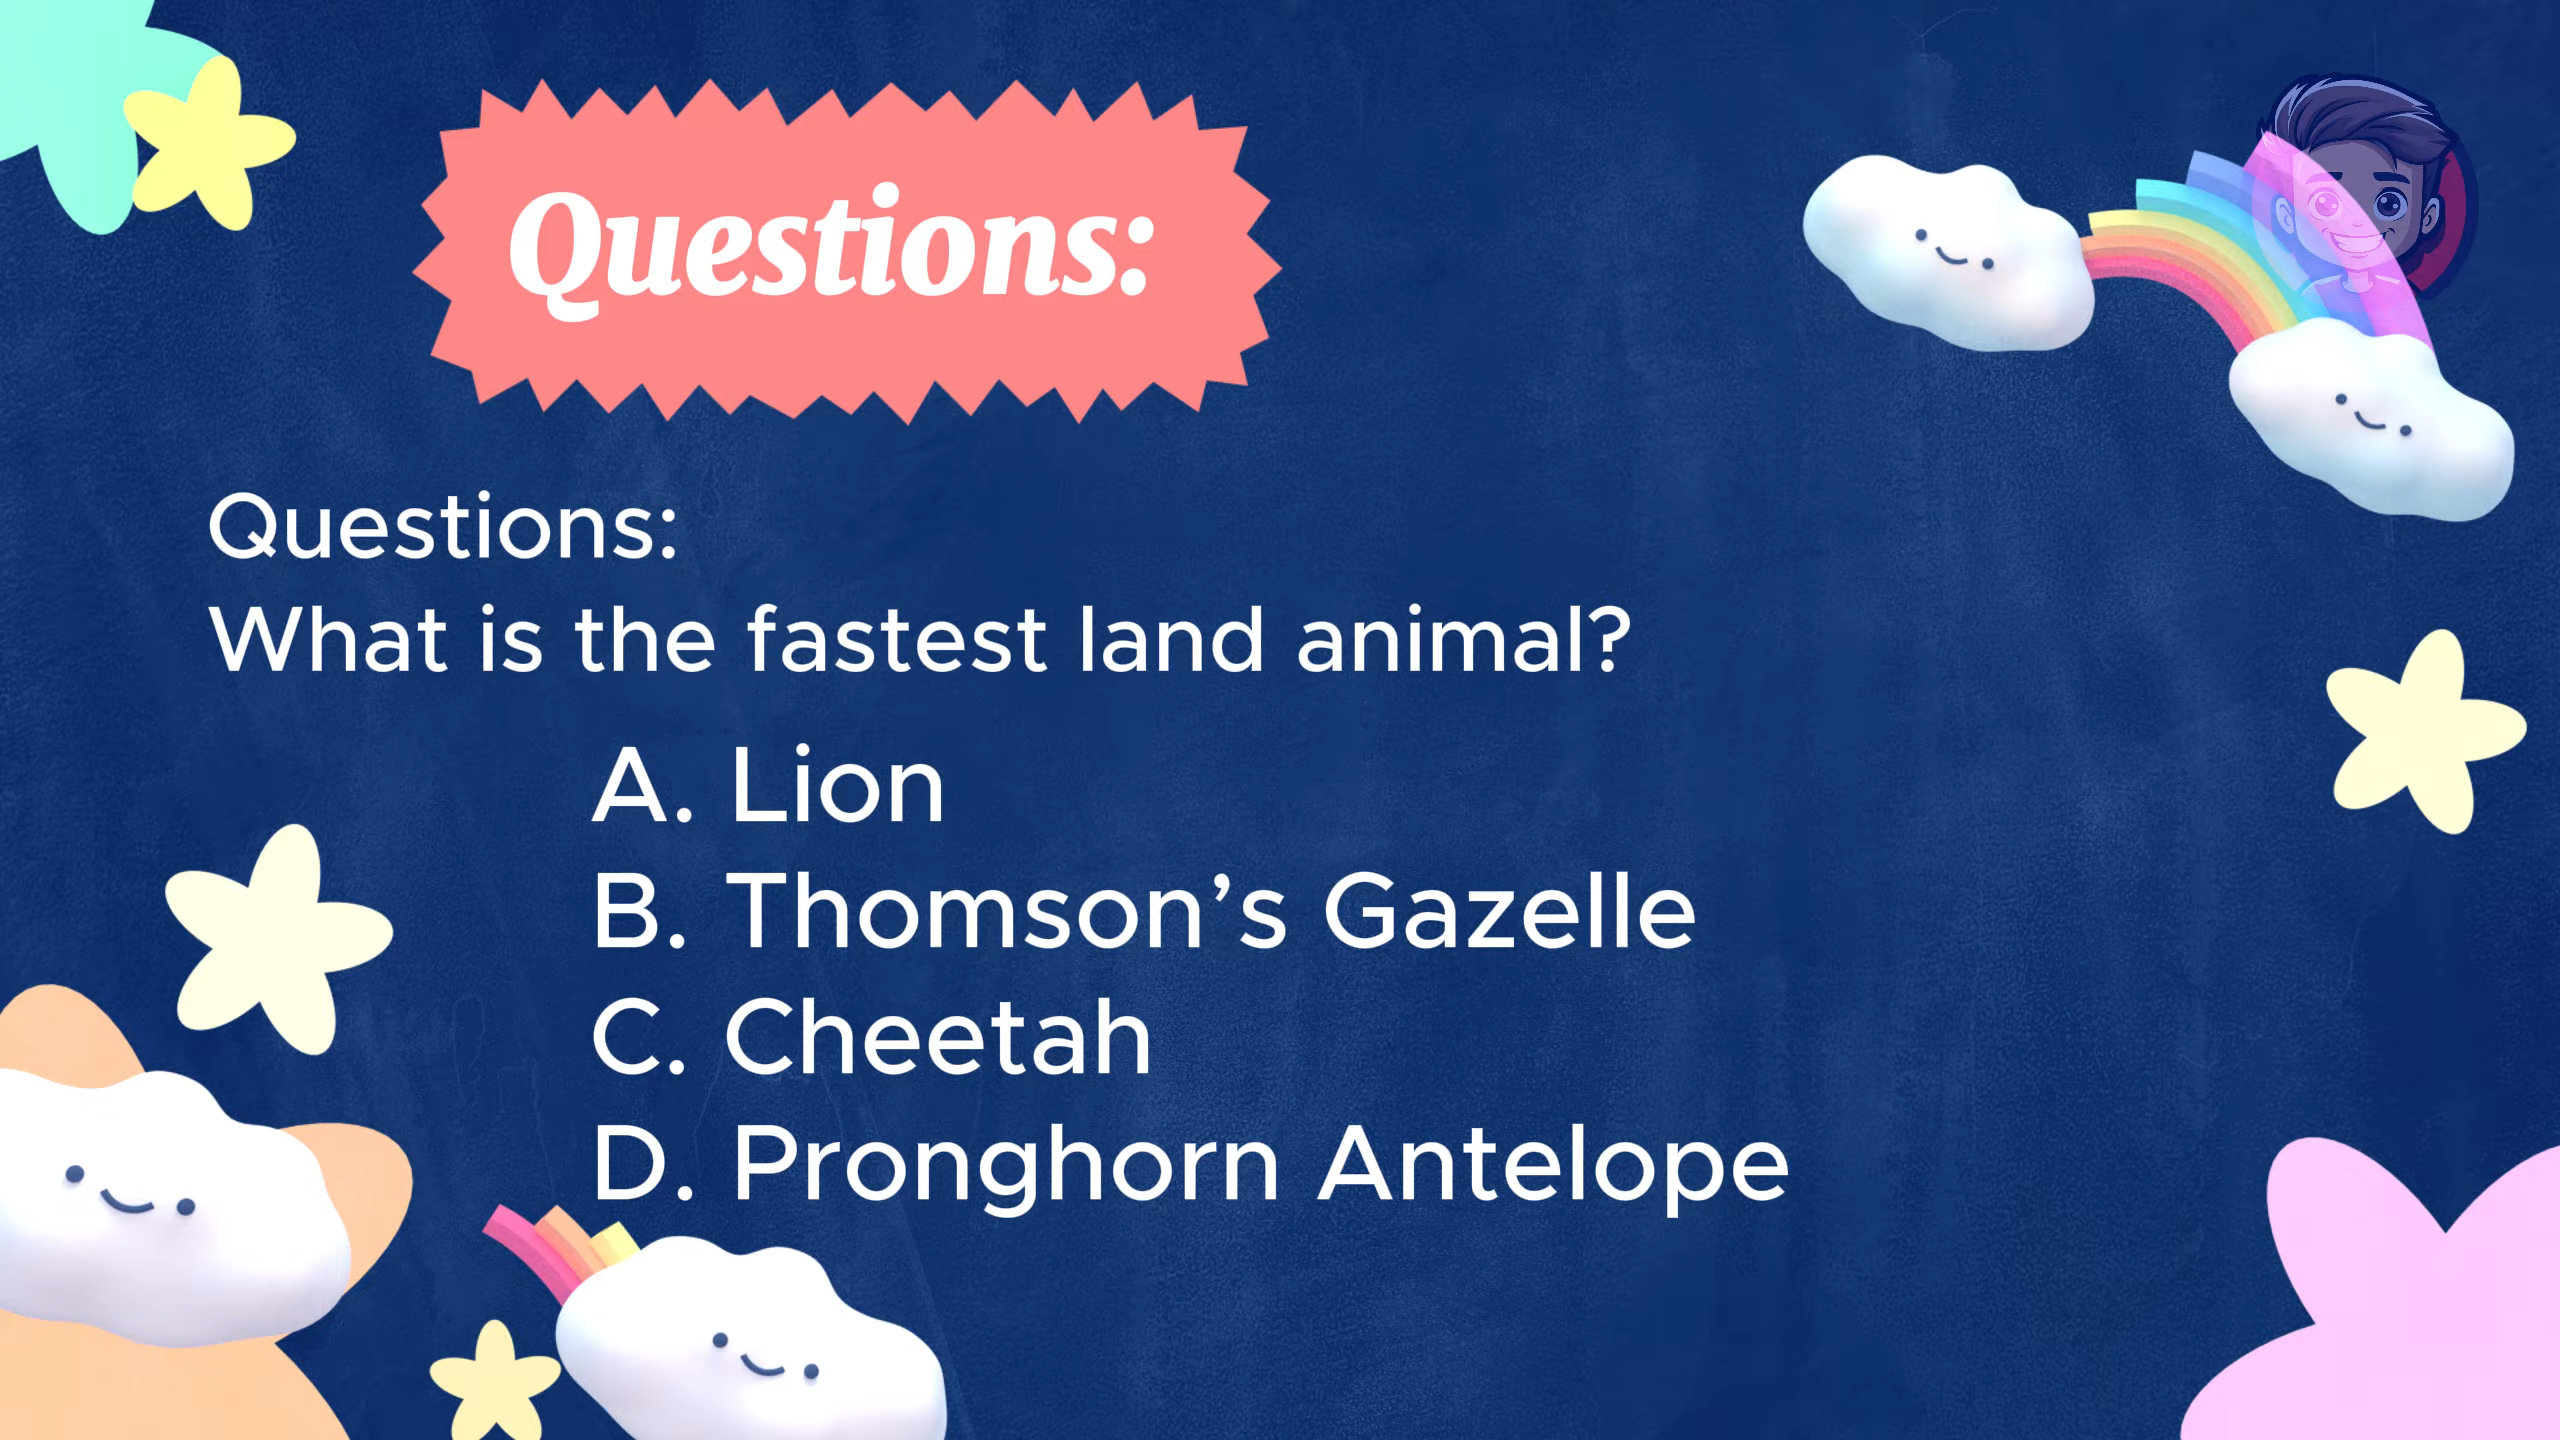 Questions:
Questions:
What is the fastest land animal?
A. Lion
B. Thomson’s Gazelle
C. Cheetah
D. Pronghorn Antelope